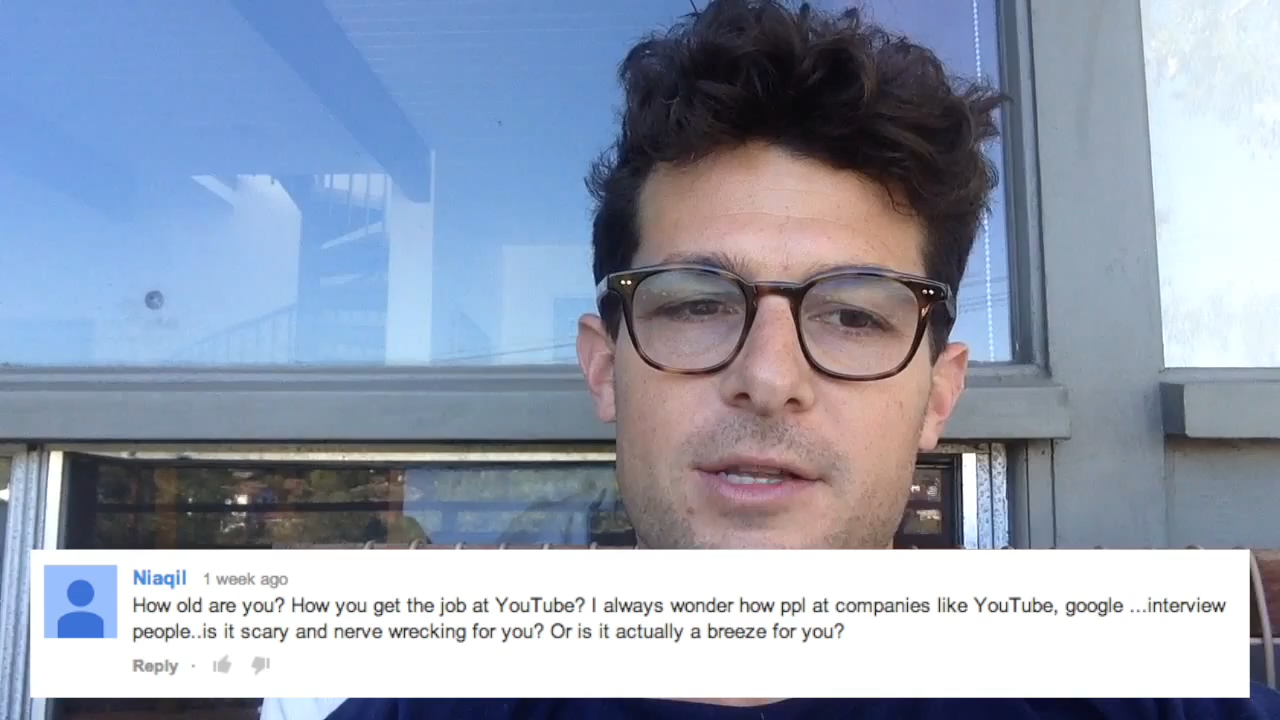 Niaqil 1 week ago
How old are you? How you get the job at YouTube? I always wonder how ppl at companies like YouTube, google ...interview
people..is it scary and nerve wrecking for you? Or is it actually a breeze for you?
Reply ·